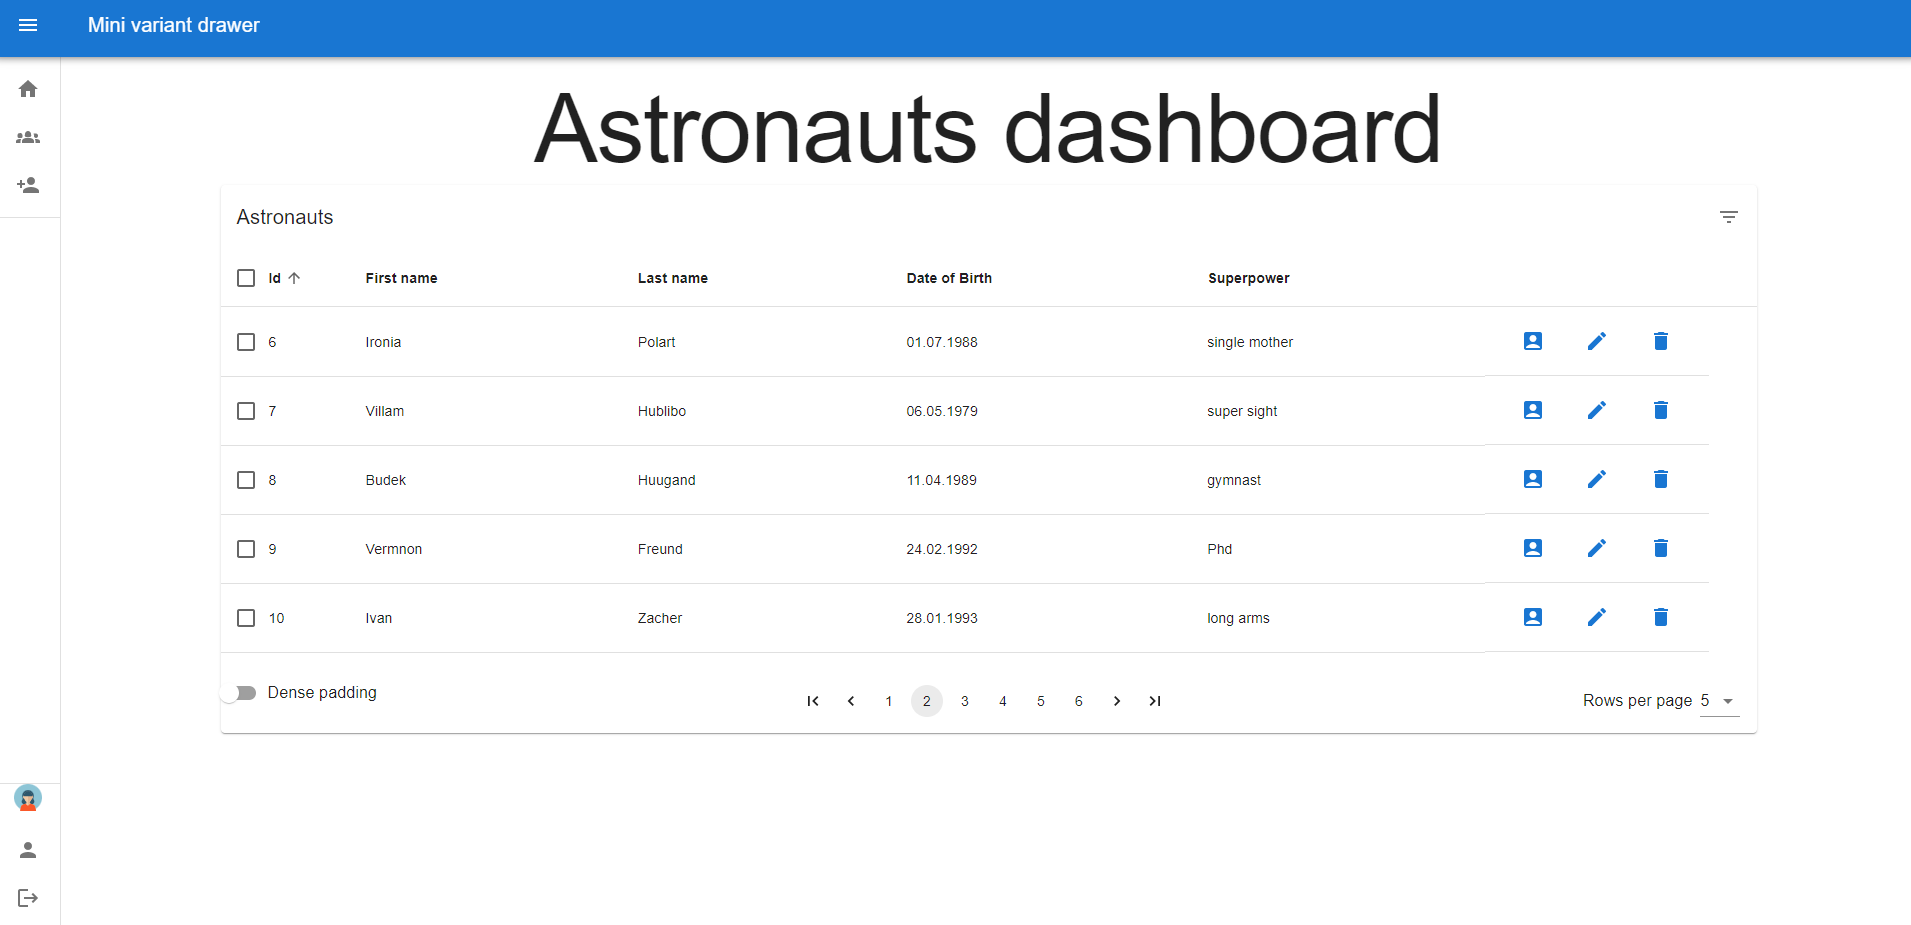 Mini variant drawer
Astronauts dashboard
Astronauts
Id First name Last name Date of Birth Superpower
6 Ironia Polart 01.07.1988 single mother
7 Villam Hublibo 06.05.1979 super sight
8 Budek Huugand 11.04.1989 gymnast
9 Vermnon Freund 24.02.1992 Phd
10 Ivan Zacher 28.01.1993 long arms
Dense padding 1 2 3 4 5 6 Rows per page 5